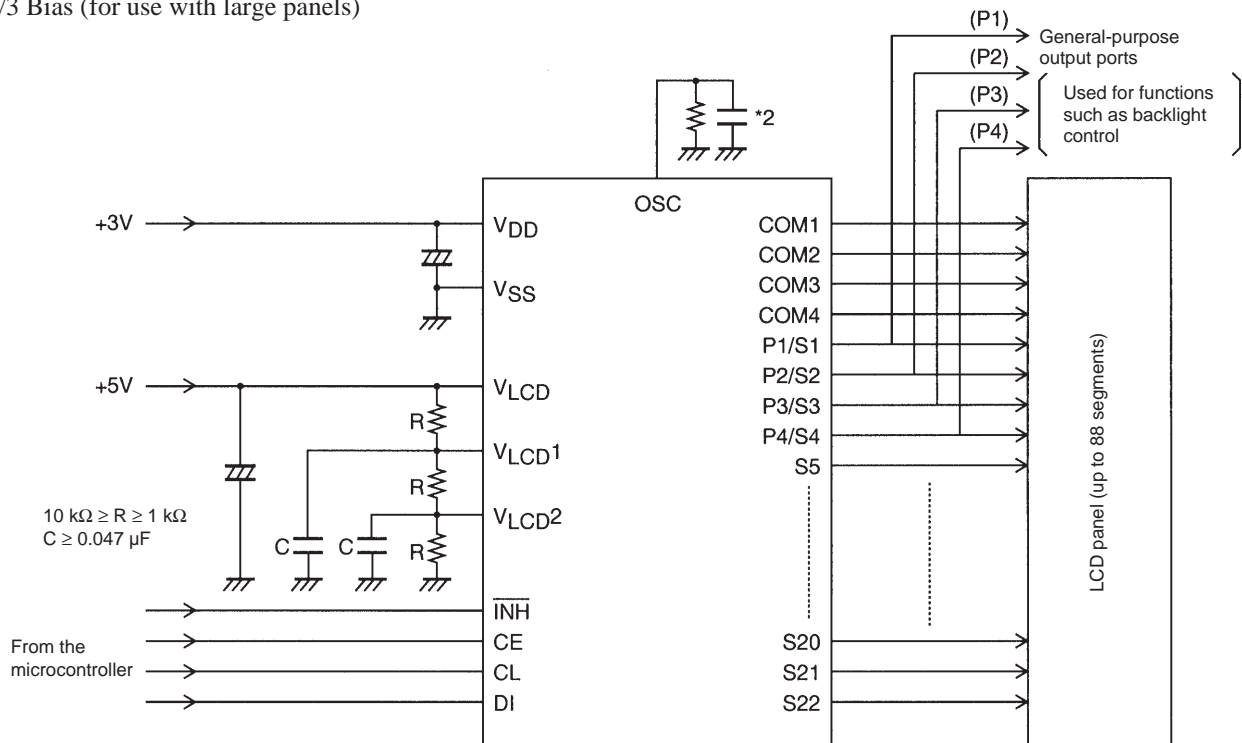 /3 Bias (for use with large panels)
(P1)
General-purpose
output ports
(P2)
(P3)
Used for functions
such as backlight
control
(P4)
*2
OSC
+3V
VDD
VSS
+5V
VLCD
R
VLCD1
R
VLCD2
R
C
C
10 kΩ ≥ R ≥ 1 kΩ
C ≥ 0.047 µF
I̅N̅H̅
CE
CL
DI
From the
microcontroller
COM1
COM2
COM3
COM4
P1/S1
P2/S2
P3/S3
P4/S4
S5
S20
S21
S22
LCD panel (up to 88 segments)